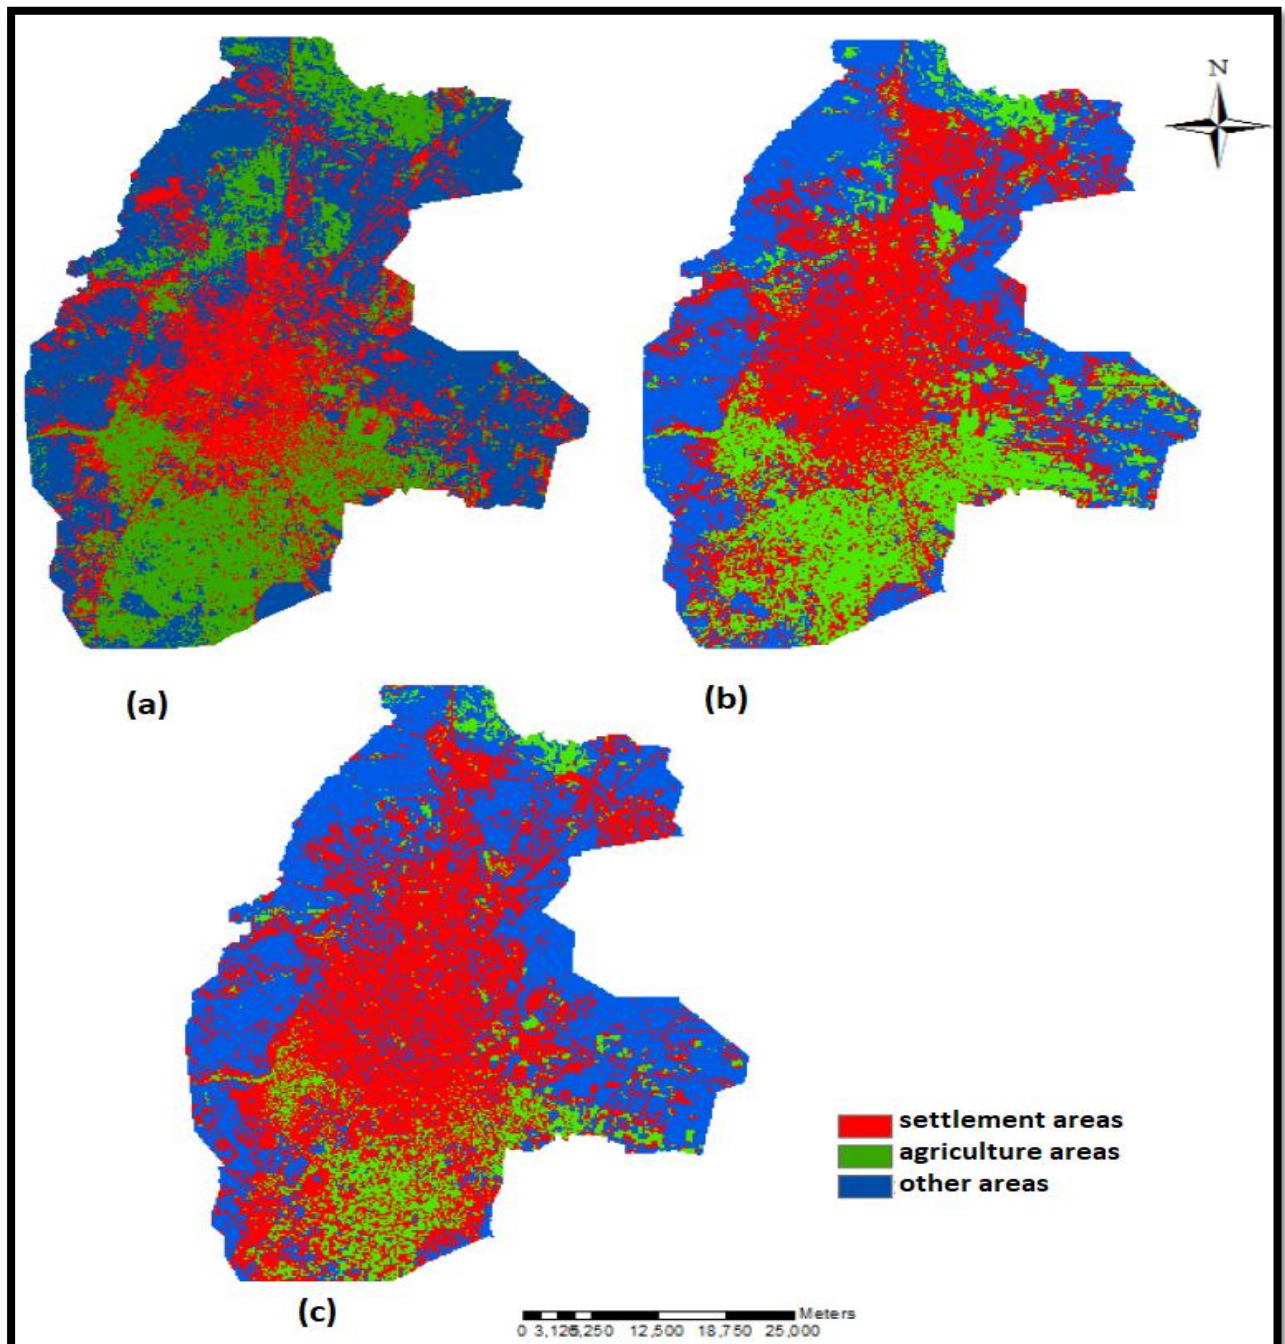 N
(a)
(b)
settlement areas
agriculture areas
other areas
(c)
Meters
0 3,125 6,250 12,500 18,750 25,000